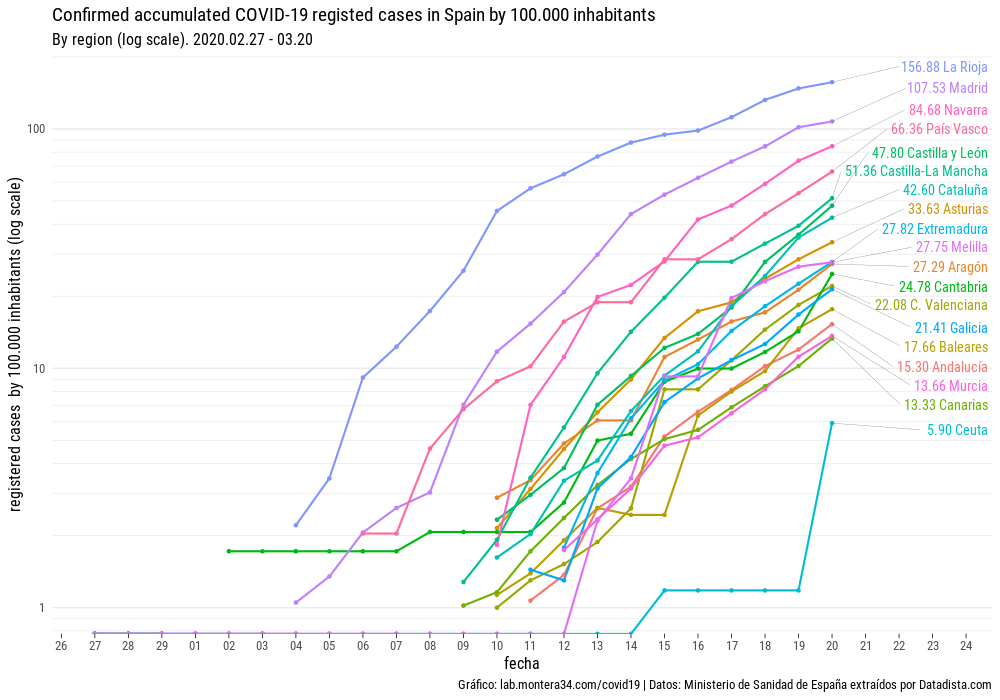 Confirmed accumulated COVID-19 registed cases in Spain by 100.000 inhabitants
By region (log scale). 2020.02.27 - 03.20
registered cases by 100.000 inhabitants (log scale)
100
10
1
156.88 La Rioja
107.53 Madrid
84.68 Navarra
66.36 País Vasco
47.80 Castilla y León
51.36 Castilla-La Mancha
42.60 Cataluña
33.63 Asturias
27.82 Extremadura
27.75 Melilla
27.29 Aragón
24.78 Cantabria
22.08 C. Valenciana
21.41 Galicia
17.66 Baleares
15.30 Andalucía
13.66 Murcia
13.33 Canarias
5.90 Ceuta
26 27 28 29 01 02 03 04 05 06 07 08 09 10 11 12 13 14 15 16 17 18 19 20 21 22 23 24
fecha
Gráfico: lab.montera34.com/covid19 | Datos: Ministerio de Sanidad de España extraídos por Datadista.com